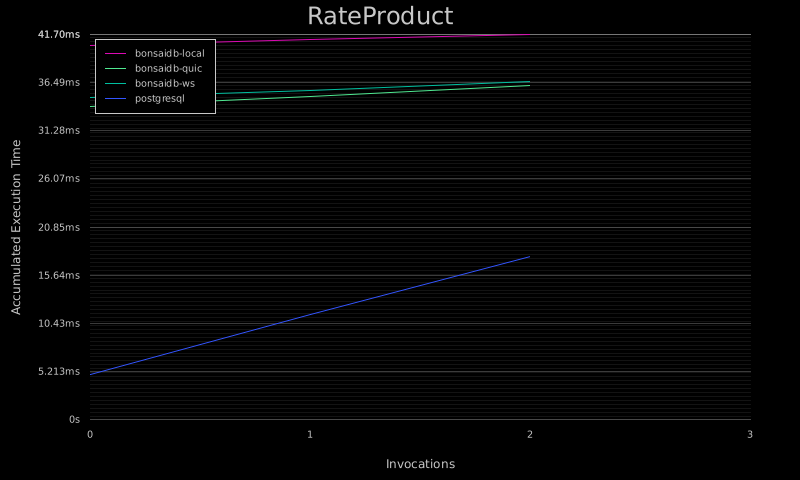 RateProduct
41.70ms
bonsaidb-local
bonsaidb-quic
bonsaidb-ws
postgresql
36.49ms
31.28ms
26.07ms
20.85ms
15.64ms
10.43ms
5.213ms
0s
Accumulated Execution Time
0 1 2 3
Invocations